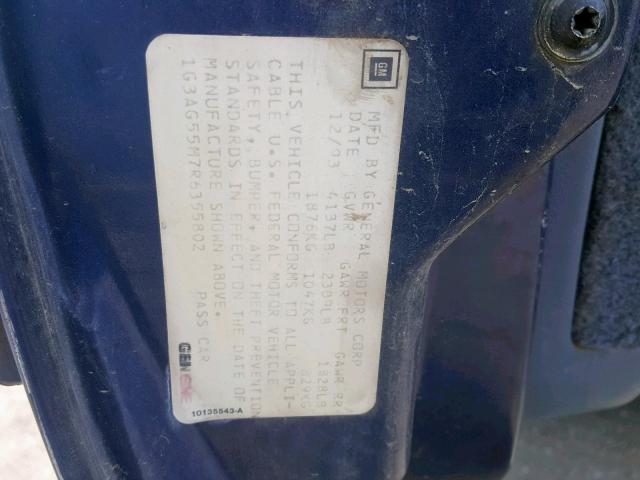 GM
MFD BY GENERAL MOTORS CORP
DATE GVWR GAWR FRT GAWR RR
12/93 4137LB 2309LB 1828LB
1876KG 1047KG 829KG
THIS VEHICLE CONFORMS TO ALL APPLI-
CABLE U.S. FEDERAL MOTOR VEHICLE
SAFETY, BUMPER, AND THEFT PREVENTION
STANDARDS IN EFFECT ON THE DATE OF
MANUFACTURE SHOWN ABOVE.
1G3AG55M7R6355802 PASS CAR
10135543-A